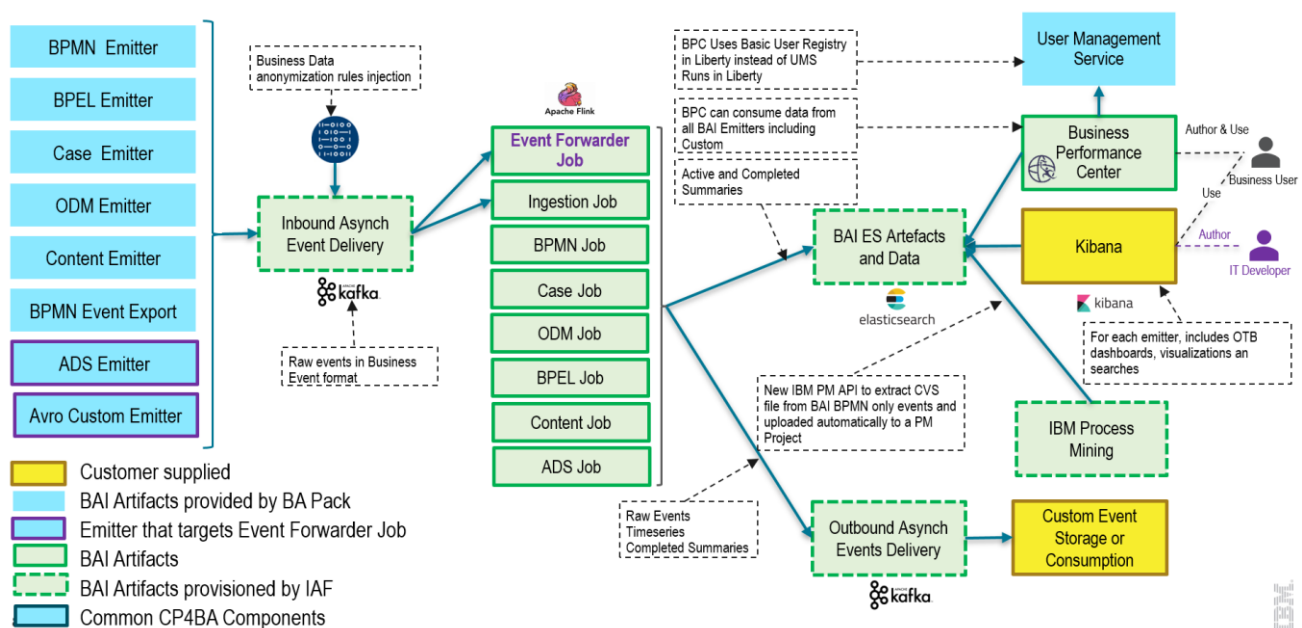 BPMN Emitter
BPEL Emitter
Case Emitter
ODM Emitter
Content Emitter
BPMN Event Export
ADS Emitter
Avro Custom Emitter
Customer supplied
BAI Artifacts provided by BA Pack
Emitter that targets Event Forwarder Job
BAI Artifacts
BAI Artifacts provisioned by IAF
Common CP4BA Components
Business Data
anonymization rules injection
Inbound Asynch
Event Delivery
APACHE
kafka
Raw events in Business
Event format
Apache Flink
Event Forwarder
Job
Ingestion Job
BPMN Job
Case Job
ODM Job
BPEL Job
Content Job
ADS Job
BPC Uses Basic User Registry
in Liberty instead of UMS
Runs in Liberty
BPC can consume data from
all BAI Emitters including
Custom
Active and Completed
Summaries
BAI ES Artefacts
and Data
elasticsearch
New IBM PM API to extract CVS
file from BAI BPMN only events and
uploaded automatically to a PM
Project
Raw Events
Timeseries
Completed Summaries
Outbound Asynch
Events Delivery
APACHE
kafka
User Management
Service
Business
Performance
Center
Kibana
kibana
Author & Use
Business User
Use
Author
IT Developer
For each emitter, includes OTB
dashboards, visualizations an
searches
IBM Process
Mining
Custom Event
Storage or
Consumption
IBM